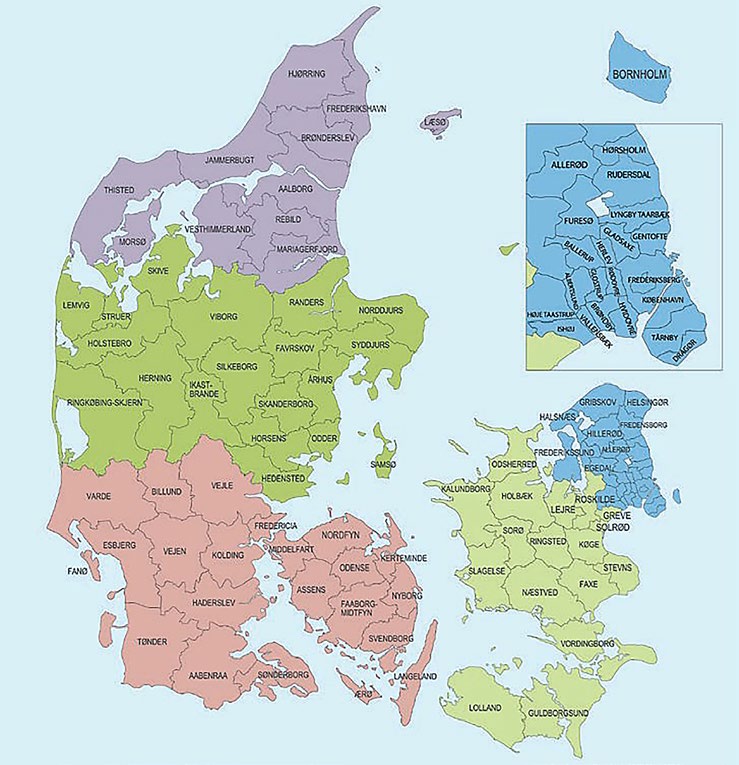 HJØRRING
FREDERIKSHAVN
LÆSØ
BRØNDERSLEV
JAMMERBUGT
THISTED
AALBORG
REBILD
VESTHIMMERLAND
MORSØ
MARIAGERFJORD
SKIVE
LEMVIG
STRUER
VIBORG
RANDERS
NORDDJURS
HOLSTEBRO
FAVRSKOV
SYDDJURS
SILKEBORG
HERNING
IKAST-
BRANDE
ÅRHUS
RINGKØBING-SKJERN
SKANDERBORG
HORSENS
ODDER
SAMSØ
HEDENSTED
VARDE
BILLUND
VEJLE
FREDERICIA
ESBJERG
VEJEN
KOLDING
MIDDELFART
FANØ
HADERSLEV
TØNDER
AABENRAA
SØNDERBORG
NORDFYN
KERTEMINDE
ODENSE
ASSENS
NYBORG
FAABORG-
MIDTFYN
SVENDBORG
LANGELAND
ÆRØ
BORNHOLM
HØRSHOLM
ALLERØD
RUDERSDAL
LYNGBY TAARBÆK
FURESØ
GLADSAXE
GENTOFTE
BALLERUP
HERLEV
RØDOVRE
FREDERIKSBERG
ALBERTSLUND
GLOSTRUP
KØBENHAVN
BRØNDBY
HVIDOVRE
HØJE TAASTRUP
VALLENSBÆK
ISHØJ
TÅRNBY
DRAGØR
GRIBSKOV
HELSINGØR
HALSNÆS
FREDENSBORG
HILLERØD
ALLERØD
FREDERIKSSUND
EGEDAL
ODSHERRED
KALUNDBORG
HOLBÆK
ROSKILDE
LEJRE
GREVE
SOLRØD
SORØ
RINGSTED
KØGE
STEVNS
SLAGELSE
NÆSTVED
FAXE
VORDINGBORG
LOLLAND
GULDBORGSUND